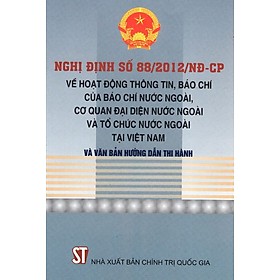 NGHỊ ĐỊNH SỐ 88/2012/NĐ-CP
VỀ HOẠT ĐỘNG THÔNG TIN, BÁO CHÍ
CỦA BÁO CHÍ NƯỚC NGOÀI,
CƠ QUAN ĐẠI DIỆN NƯỚC NGOÀI
VÀ TỔ CHỨC NƯỚC NGOÀI
TẠI VIỆT NAM
VÀ VĂN BẢN HƯỚNG DẪN THI HÀNH
ST NHÀ XUẤT BẢN CHÍNH TRỊ QUỐC GIA